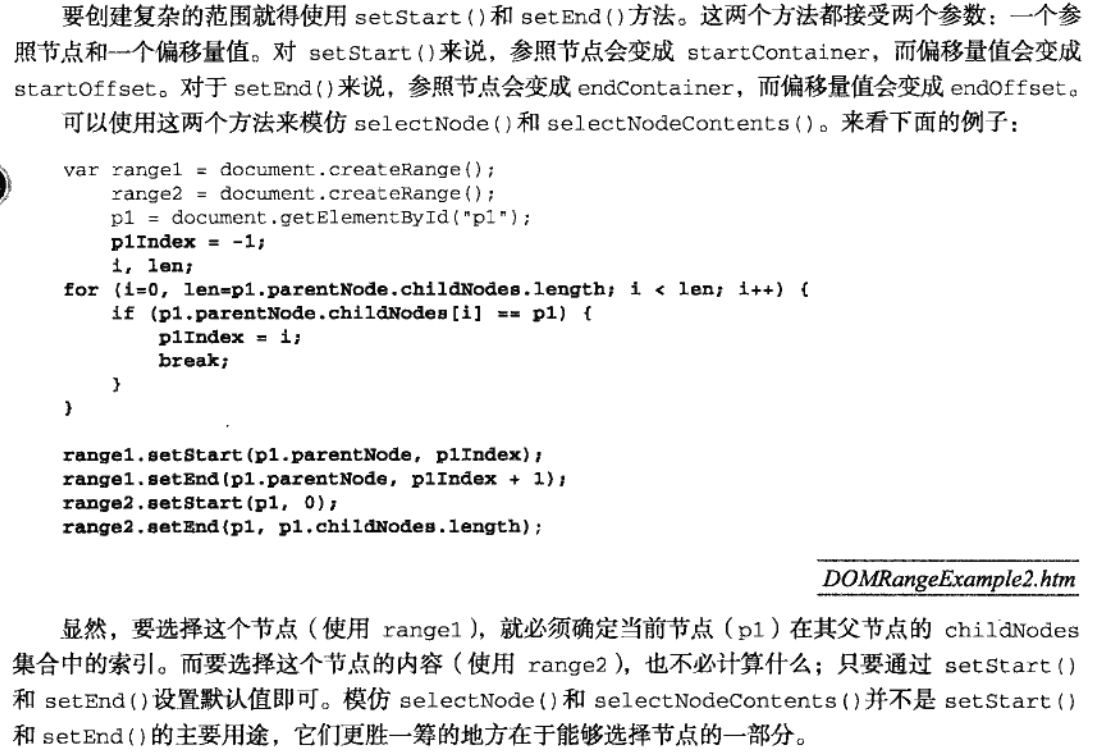 要创建复杂的范围就得使用 setStart()和 setEnd()方法。这两个方法都接受两个参数：一个参
照节点和一个偏移量值。对 setStart()来说，参照节点会变成 startContainer，而偏移量值会变成
startOffset。对于 setEnd()来说，参照节点会变成 endContainer，而偏移量值会变成 endOffset。
可以使用这两个方法来模仿 selectNode()和 selectNodeContents()。来看下面的例子：
var range1 = document.createRange();
range2 = document.createRange();
p1 = document.getElementById("p1");
p1Index = -1;
i, len;
for (i=0, len=p1.parentNode.childNodes.length; i < len; i++) {
if (p1.parentNode.childNodes[i] == p1) {
p1Index = i;
break;
}
}
range1.setStart(p1.parentNode, p1Index);
range1.setEnd(p1.parentNode, p1Index + 1);
range2.setStart(p1, 0);
range2.setEnd(p1, p1.childNodes.length);
DOMRangeExample2.htm
显然，要选择这个节点（使用 range1），就必须确定当前节点（p1）在其父节点的 childNodes
集合中的索引。而要选择这个节点的内容（使用 range2），也不必计算什么；只要通过 setStart()
和 setEnd()设置默认值即可。模仿 selectNode()和 selectNodeContents()并不是 setStart()
和 setEnd()的主要用途，它们更胜一筹的地方在于能够选择节点的一部分。